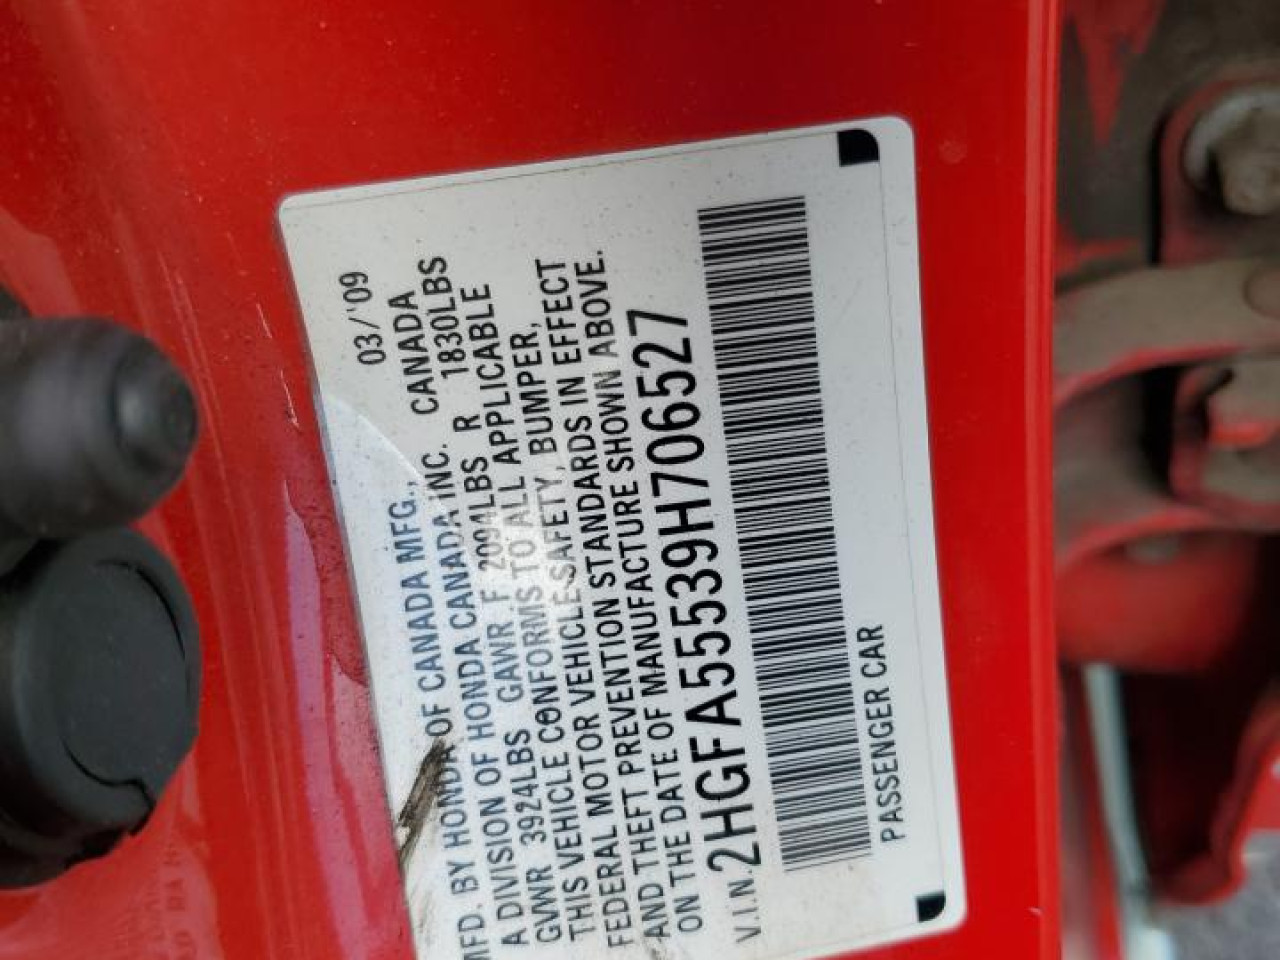 MFD. BY HONDA OF CANADA MFG., CANADA 03/'09
A DIVISION OF HONDA CANADA INC.
GVWR 3924LBS GAWR F 2094LBS R 1830LBS
THIS VEHICLE CONFORMS TO ALL APPLICABLE
FEDERAL MOTOR VEHICLE SAFETY, BUMPER,
AND THEFT PREVENTION STANDARDS IN EFFECT
ON THE DATE OF MANUFACTURE SHOWN ABOVE.
V.I.N. 2HGFA55539H706527
PASSENGER CAR